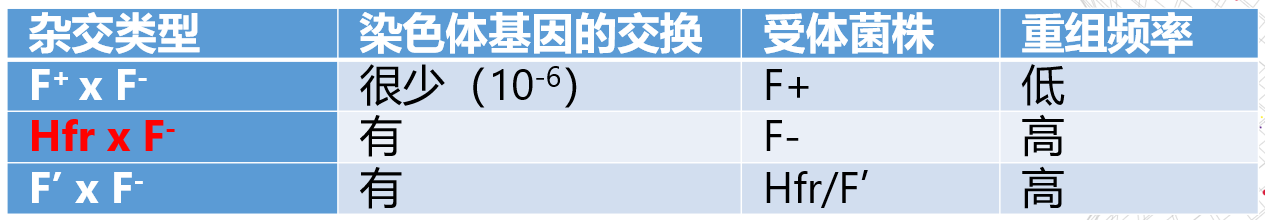 杂交类型 染色体基因的交换 受体菌株 重组频率
F⁺ x F⁻ 很少（10⁻⁶） F+ 低
Hfr x F⁻ 有 F- 高
F′ x F⁻ 有 Hfr/F′ 高